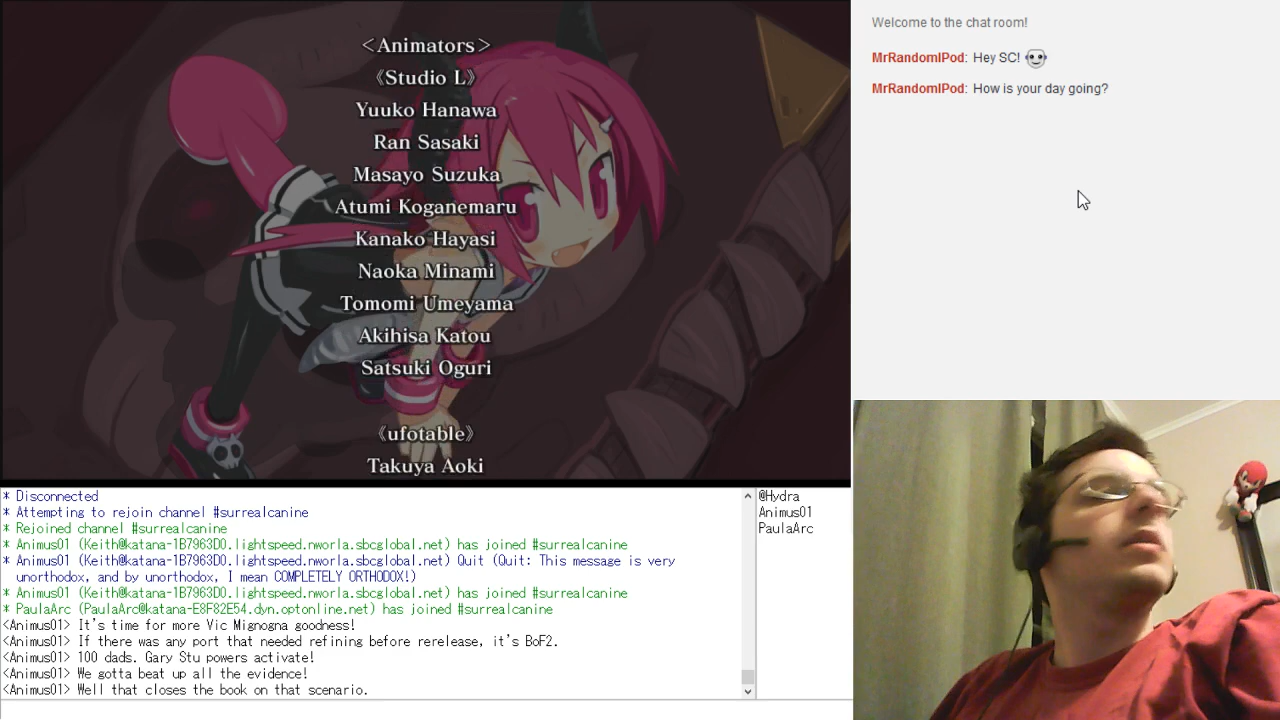 <Animators>
《Studio L》
Yuuko Hanawa
Ran Sasaki
Masayo Suzuka
Atumi Koganemaru
Kanako Hayasi
Naoka Minami
Tomomi Umeyama
Akihisa Katou
Satsuki Oguri
《ufotable》
Takuya Aoki
Welcome to the chat room!
MrRandomIPod: Hey SC!
MrRandomIPod: How is your day going?
* Disconnected
* Attempting to rejoin channel #surrealcanine
* Rejoined channel #surrealcanine
* Animus01 (Keith@katana-1B7963D0.lightspeed.nworla.sbcglobal.net) has joined #surrealcanine
* Animus01 (Keith@katana-1B7963D0.lightspeed.nworla.sbcglobal.net) Quit (Quit: This message is very
unorthodox, and by unorthodox, I mean COMPLETELY ORTHODOX!)
* Animus01 (Keith@katana-1B7963D0.lightspeed.nworla.sbcglobal.net) has joined #surrealcanine
* PaulaArc (PaulaArc@katana-E8F82E54.dyn.optonline.net) has joined #surrealcanine
<Animus01> It's time for more Vic Mignogna goodness!
<Animus01> If there was any port that needed refining before rerelease, it's BoF2.
<Animus01> 100 dads. Gary Stu powers activate!
<Animus01> We gotta beat up all the evidence!
<Animus01> Well that closes the book on that scenario.
@Hydra
Animus01
PaulaArc